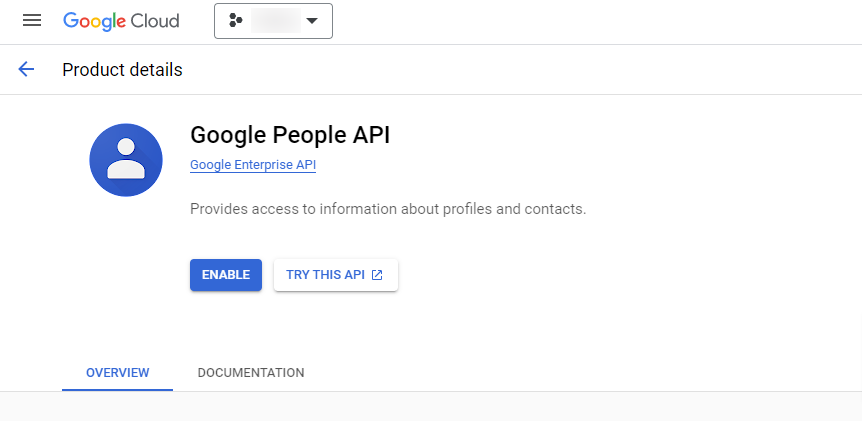 Google Cloud
Product details
Google People API
Google Enterprise API
Provides access to information about profiles and contacts.
ENABLE TRY THIS API
OVERVIEW DOCUMENTATION